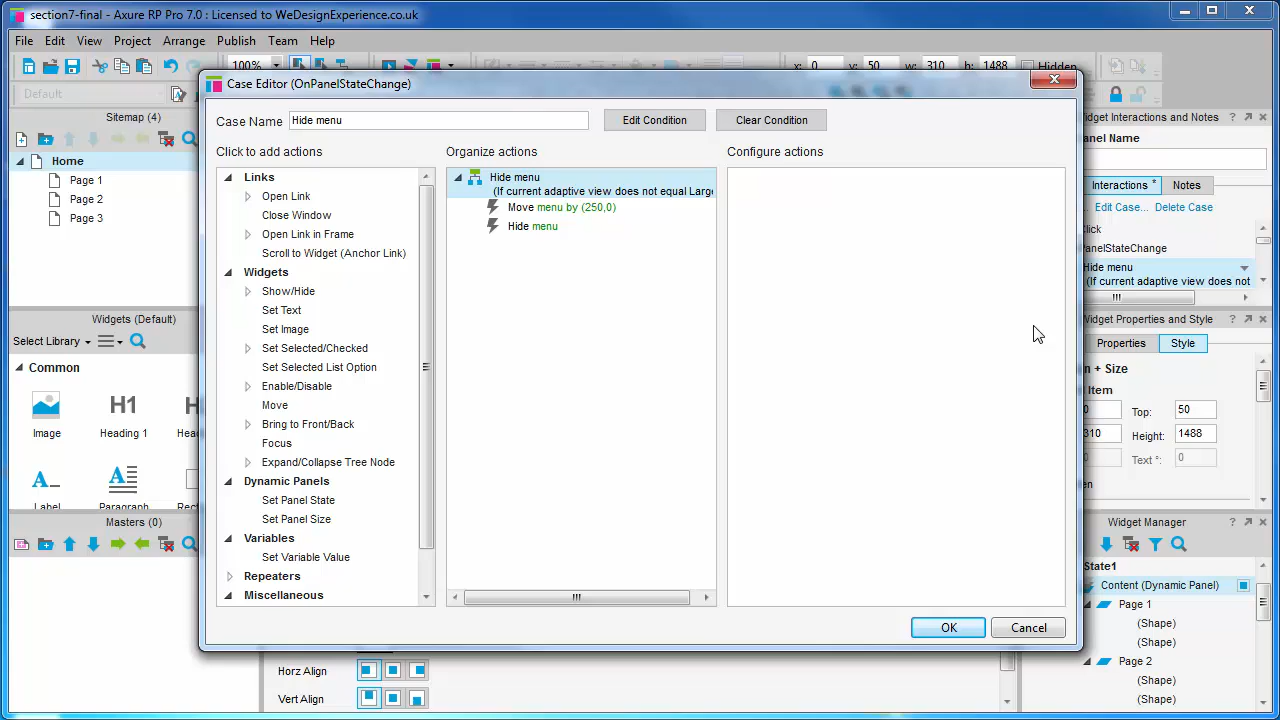 section7-final - Axure RP Pro 7.0 : Licensed to WeDesignExperience.co.uk
File Edit View Project Arrange Publish Team Help
100% x: 0 y: 50 w: 310 h: 1488 Hidden
Default
Case Editor (OnPanelStateChange)
Case Name Hide menu Edit Condition Clear Condition
Click to add actions Organize actions Configure actions
Links
Open Link
Close Window
Open Link in Frame
Scroll to Widget (Anchor Link)
Widgets
Show/Hide
Set Text
Set Image
Set Selected/Checked
Set Selected List Option
Enable/Disable
Move
Bring to Front/Back
Focus
Expand/Collapse Tree Node
Dynamic Panels
Set Panel State
Set Panel Size
Variables
Set Variable Value
Repeaters
Miscellaneous
Hide menu
(If current adaptive view does not equal Large
Move menu by (250,0)
Hide menu
OK Cancel
Sitemap (4)
Home
Page 1
Page 2
Page 3
Widgets (Default)
Select Library
Common
Image Heading 1
H1 H
A_
Label Paragraph
Masters (0)
Horz Align
Vert Align
Widget Interactions and Notes
Panel Name
Interactions * Notes
Edit Case... Delete Case
lick
PanelStateChange
Hide menu
(If current adaptive view does not
Widget Properties and Style
Properties Style
n + Size
Item
0 Top: 50
310 Height: 1488
0 Text °: 0
en
Widget Manager
State1
Content (Dynamic Panel)
Page 1
(Shape)
(Shape)
Page 2
(Shape)
(Shape)